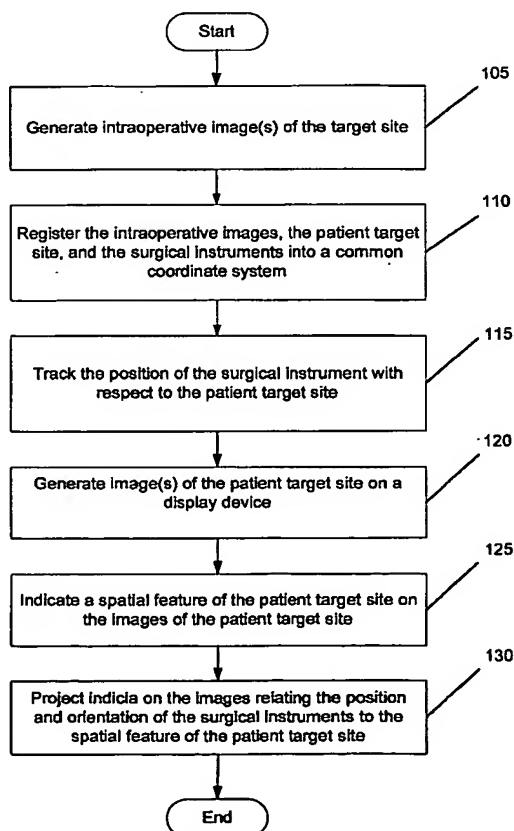 Start
105
Generate intraoperative image(s) of the target site
110
Register the intraoperative images, the patient target
site, and the surgical instruments into a common
coordinate system
115
Track the position of the surgical instrument with
respect to the patient target site
120
Generate image(s) of the patient target site on a
display device
125
Indicate a spatial feature of the patient target site on
the images of the patient target site
130
Project indicia on the images relating the position
and orientation of the surgical instruments to the
spatial feature of the patient target site
End